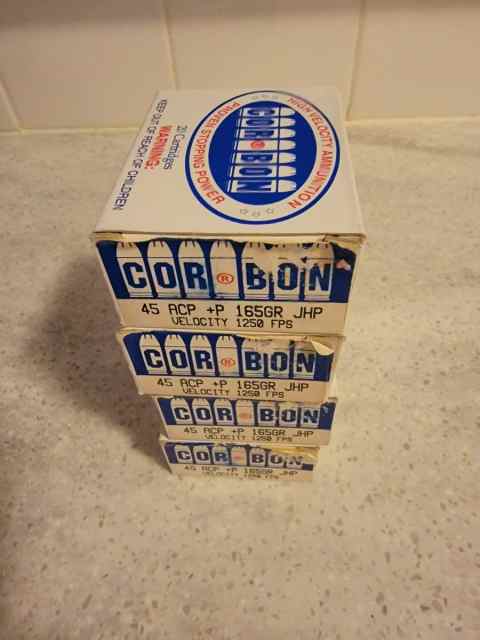 HIGH VELOCITY AMMUNITION
COR®BON
PROVEN STOPPING POWER
20 Cartridges
WARNING:
KEEP OUT OF REACH OF CHILDREN
COR®BON
45 ACP +P 165GR JHP
VELOCITY 1250 FPS
COR®BON
45 ACP +P 165GR JHP
VELOCITY 1250 FPS
COR®BON
45 ACP +P 165GR JHP
VELOCITY 1250 FPS
COR®BON
45 ACP +P 165GR JHP
VELOCITY 1250 FPS